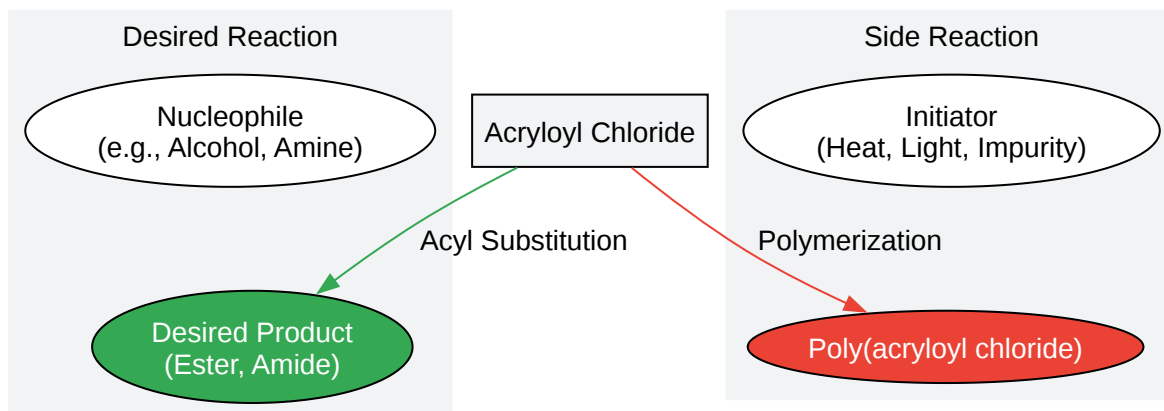 Desired Reaction
Nucleophile
(e.g., Alcohol, Amine)
Acryloyl Chloride
Side Reaction
Initiator
(Heat, Light, Impurity)
Acyl Substitution
Polymerization
Desired Product
(Ester, Amide)
Poly(acryloyl chloride)